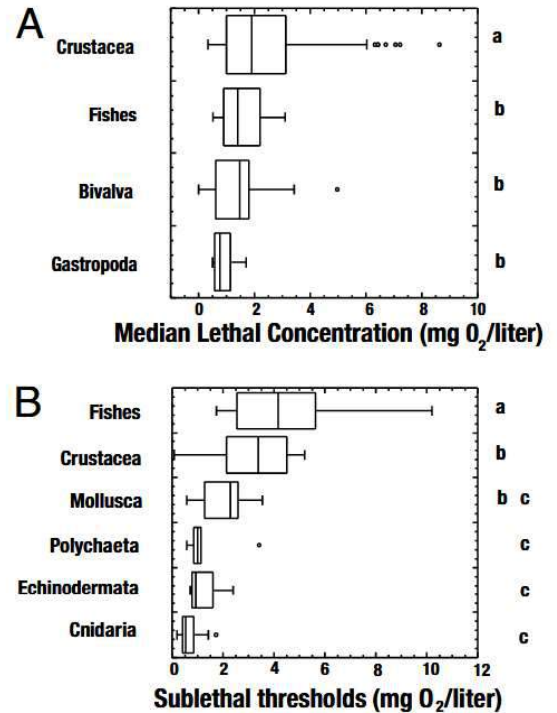 A
Crustacea a
Fishes b
Bivalva b
Gastropoda b
0 2 4 6 8 10
Median Lethal Concentration (mg O₂/liter)
B
Fishes a
Crustacea b
Mollusca b c
Polychaeta c
Echinodermata c
Cnidaria c
0 2 4 6 8 10 12
Sublethal thresholds (mg O₂/liter)